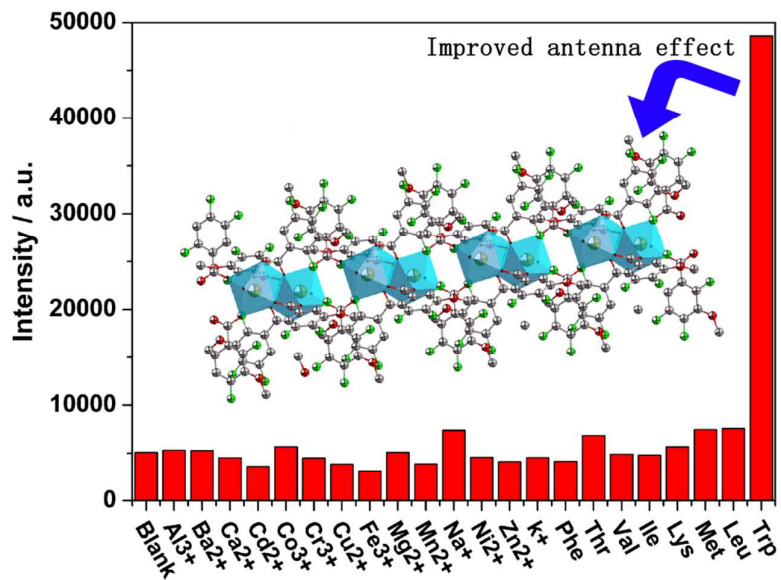 Improved antenna effect
Intensity / a.u.
50000
40000
30000
20000
10000
0
Blank
Al3+
Ba2+
Ca2+
Cd2+
Co3+
Cr3+
Cu2+
Fe3+
Mg2+
Mn2+
Na+
Ni2+
Zn2+
k+
Phe
Thr
Val
Ile
Lys
Met
Leu
Trp